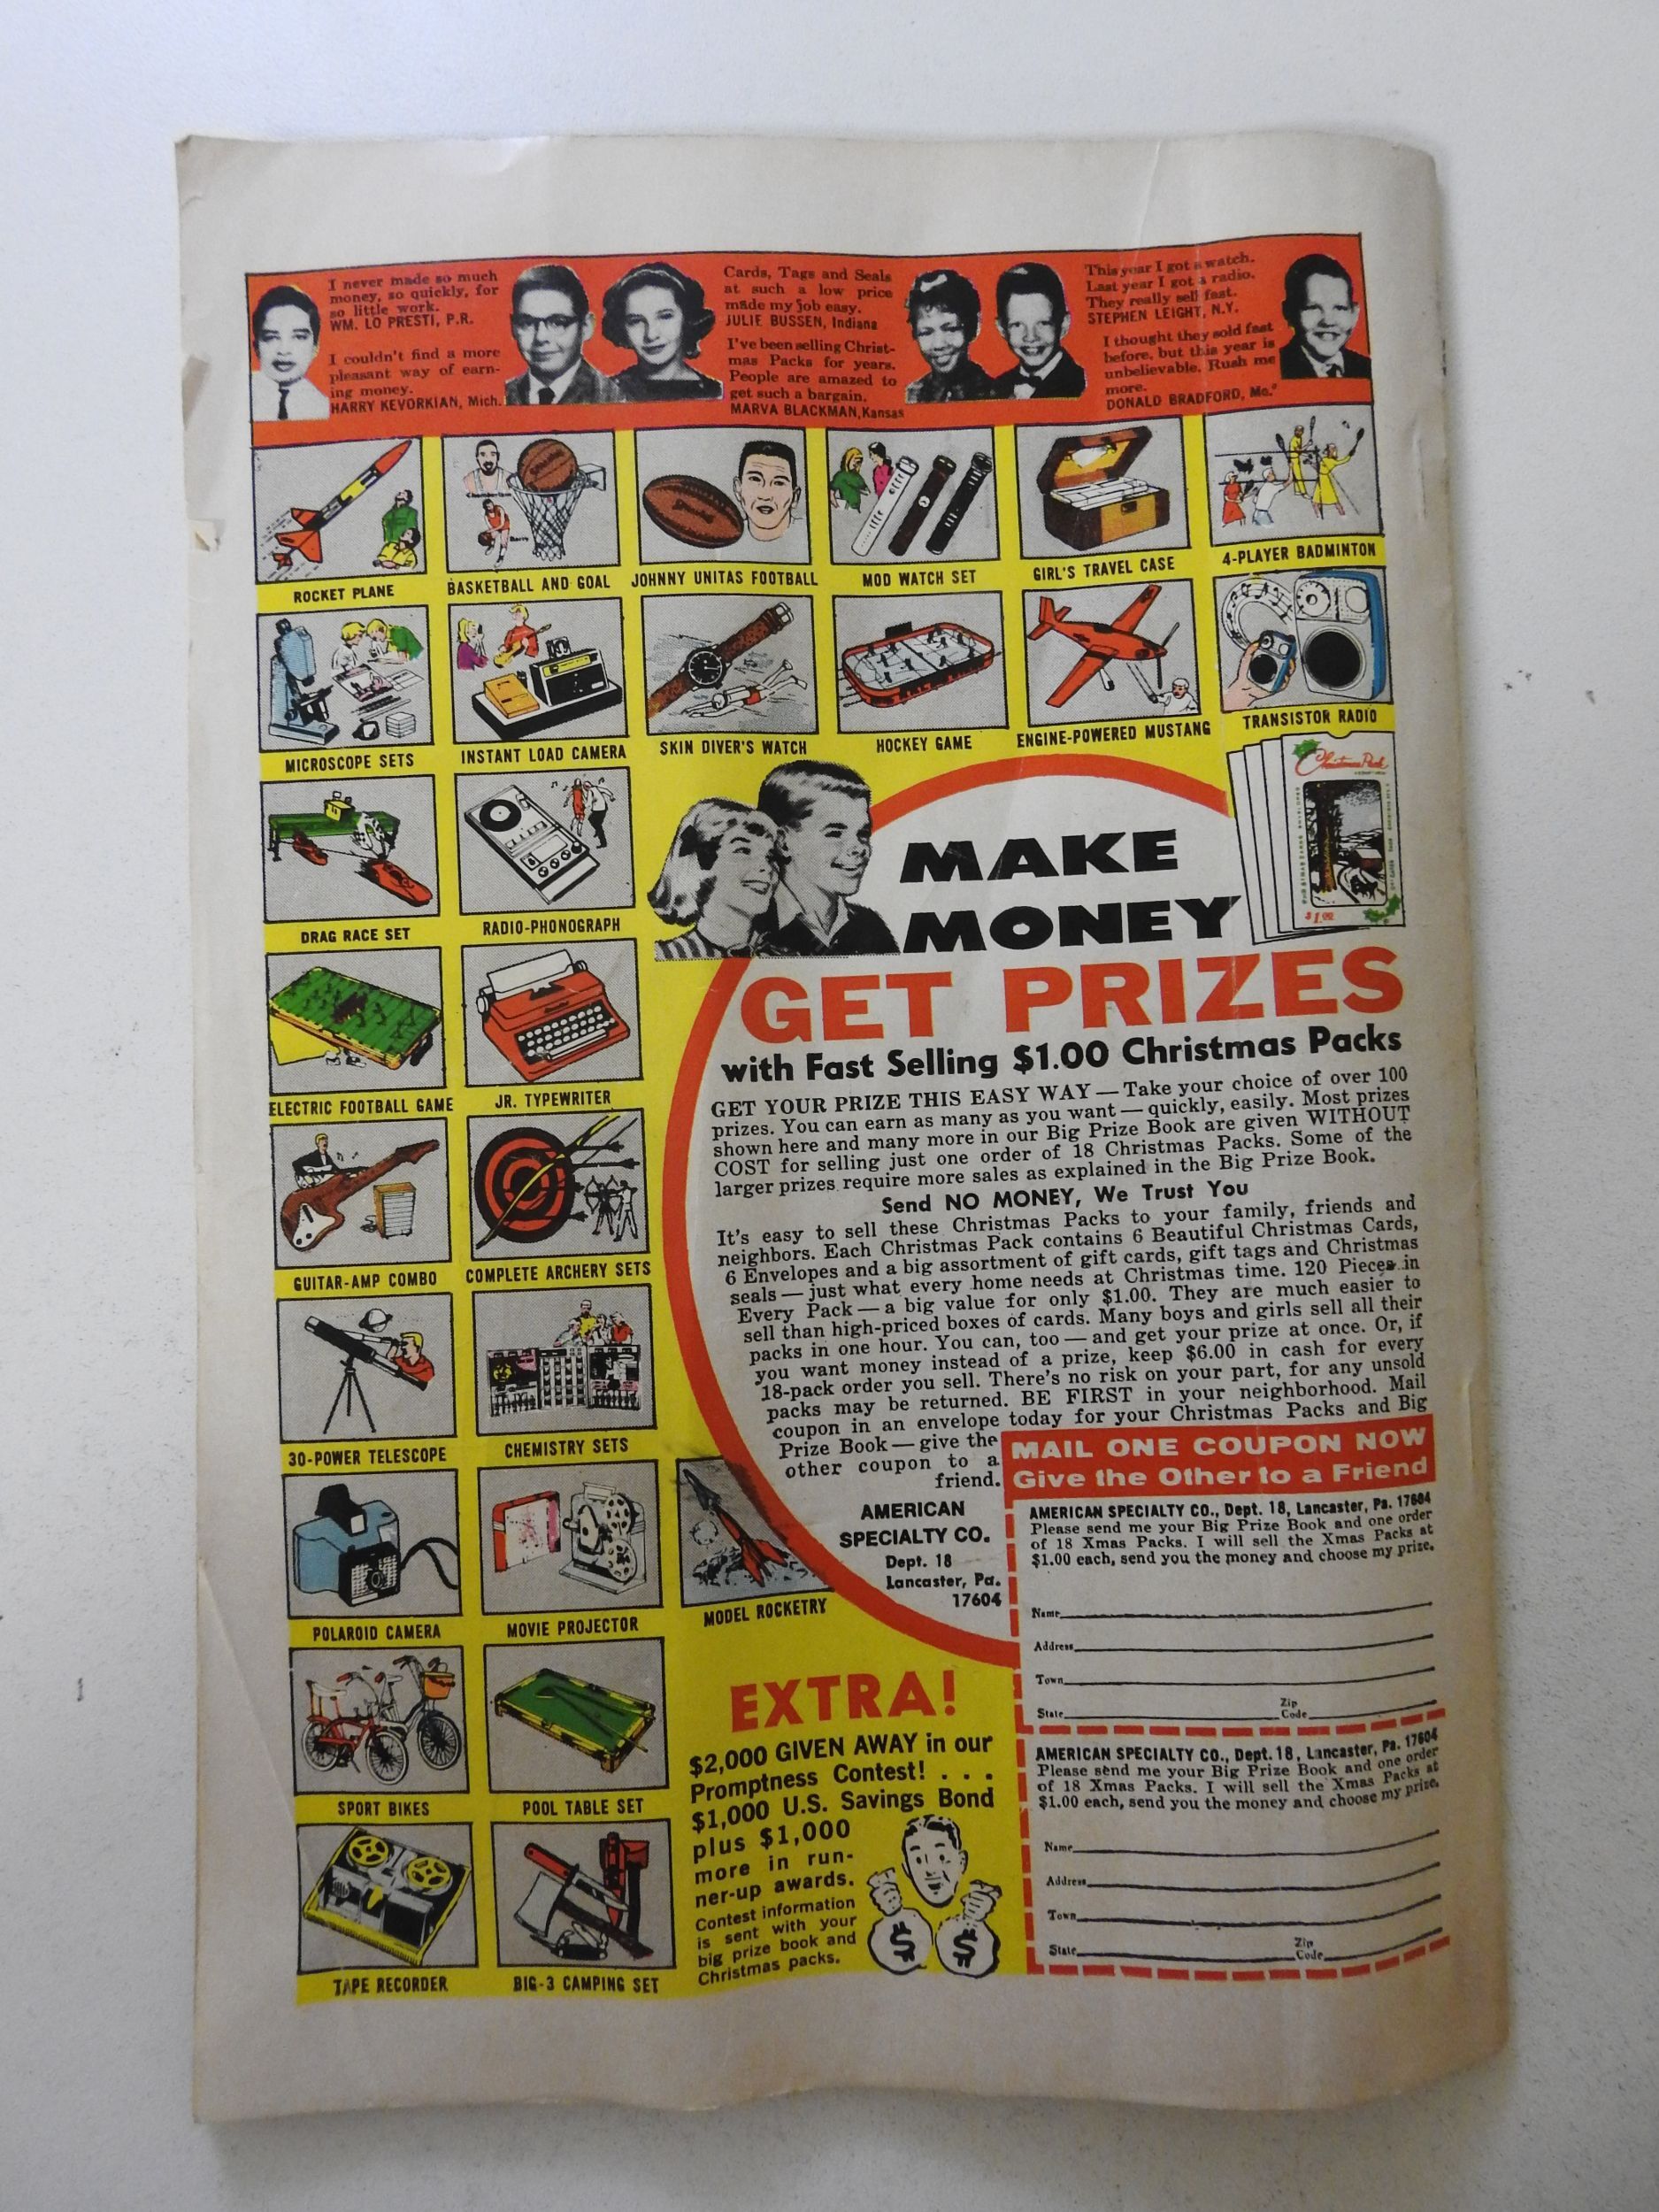 I never made so much
money, so quickly, for
so little work.
WM. LO PRESTI, P.R.
I couldn't find a more
pleasant way of earn-
ing money.
HARRY KEVORKIAN, Mich.
Cards, Tags and Seals
at such a low price
made my job easy.
JULIE BUSSEN, Indiana
I've been selling Christ-
mas Packs for years.
People are amazed to
get such a bargain.
MARVA BLACKMAN, Kansas
This year I got a watch.
Last year I got a radio.
They really sell fast.
STEPHEN LEIGHT, N.Y.
I thought they sold fast
before, but this year is
unbelievable. Rush me
more.
DONALD BRADFORD, Mo."
Chamberlain
Barry
ROCKET PLANE
BASKETBALL AND GOAL
JOHNNY UNITAS FOOTBALL
MOD WATCH SET
GIRL'S TRAVEL CASE
4-PLAYER BADMINTON
MICROSCOPE SETS
INSTANT LOAD CAMERA
SKIN DIVER'S WATCH
HOCKEY GAME
ENGINE-POWERED MUSTANG
TRANSISTOR RADIO
DRAG RACE SET
RADIO-PHONOGRAPH
ELECTRIC FOOTBALL GAME
JR. TYPEWRITER
GUITAR-AMP COMBO
COMPLETE ARCHERY SETS
30-POWER TELESCOPE
CHEMISTRY SETS
POLAROID CAMERA
MOVIE PROJECTOR
MODEL ROCKETRY
SPORT BIKES
POOL TABLE SET
TAPE RECORDER
BIG-3 CAMPING SET
Christmas Pack
$1.00
MAKE
MONEY
GET PRIZES
with Fast Selling $1.00 Christmas Packs
GET YOUR PRIZE THIS EASY WAY — Take your choice of over 100
prizes. You can earn as many as you want — quickly, easily. Most prizes
shown here and many more in our Big Prize Book are given WITHOUT
COST for selling just one order of 18 Christmas Packs. Some of the
larger prizes require more sales as explained in the Big Prize Book.
Send NO MONEY, We Trust You
It's easy to sell these Christmas Packs to your family, friends and
neighbors. Each Christmas Pack contains 6 Beautiful Christmas Cards,
6 Envelopes and a big assortment of gift cards, gift tags and Christmas
seals — just what every home needs at Christmas time. 120 Pieces in
Every Pack — a big value for only $1.00. They are much easier to
sell than high-priced boxes of cards. Many boys and girls sell all their
packs in one hour. You can, too — and get your prize at once. Or, if
you want money instead of a prize, keep $6.00 in cash for every
18-pack order you sell. There's no risk on your part, for any unsold
packs may be returned. BE FIRST in your neighborhood. Mail
coupon in an envelope today for your Christmas Packs and Big
Prize Book — give the
other coupon to a
friend.
AMERICAN
SPECIALTY CO.
Dept. 18
Lancaster, Pa.
17604
MAIL ONE COUPON NOW
Give the Other to a Friend
AMERICAN SPECIALTY CO., Dept. 18, Lancaster, Pa. 17604
Please send me your Big Prize Book and one order
of 18 Xmas Packs. I will sell the Xmas Packs at
$1.00 each, send you the money and choose my prize.
Name
Address
Town
State Zip Code
AMERICAN SPECIALTY CO., Dept. 18, Lancaster, Pa. 17604
Please send me your Big Prize Book and one order
of 18 Xmas Packs. I will sell the Xmas Packs at
$1.00 each, send you the money and choose my prize.
Name
Address
Town
State Zip Code
EXTRA!
$2,000 GIVEN AWAY in our
Promptness Contest! . . .
$1,000 U.S. Savings Bond
plus $1,000
more in run-
ner-up awards.
Contest information
is sent with your
big prize book and
Christmas packs.
$ $